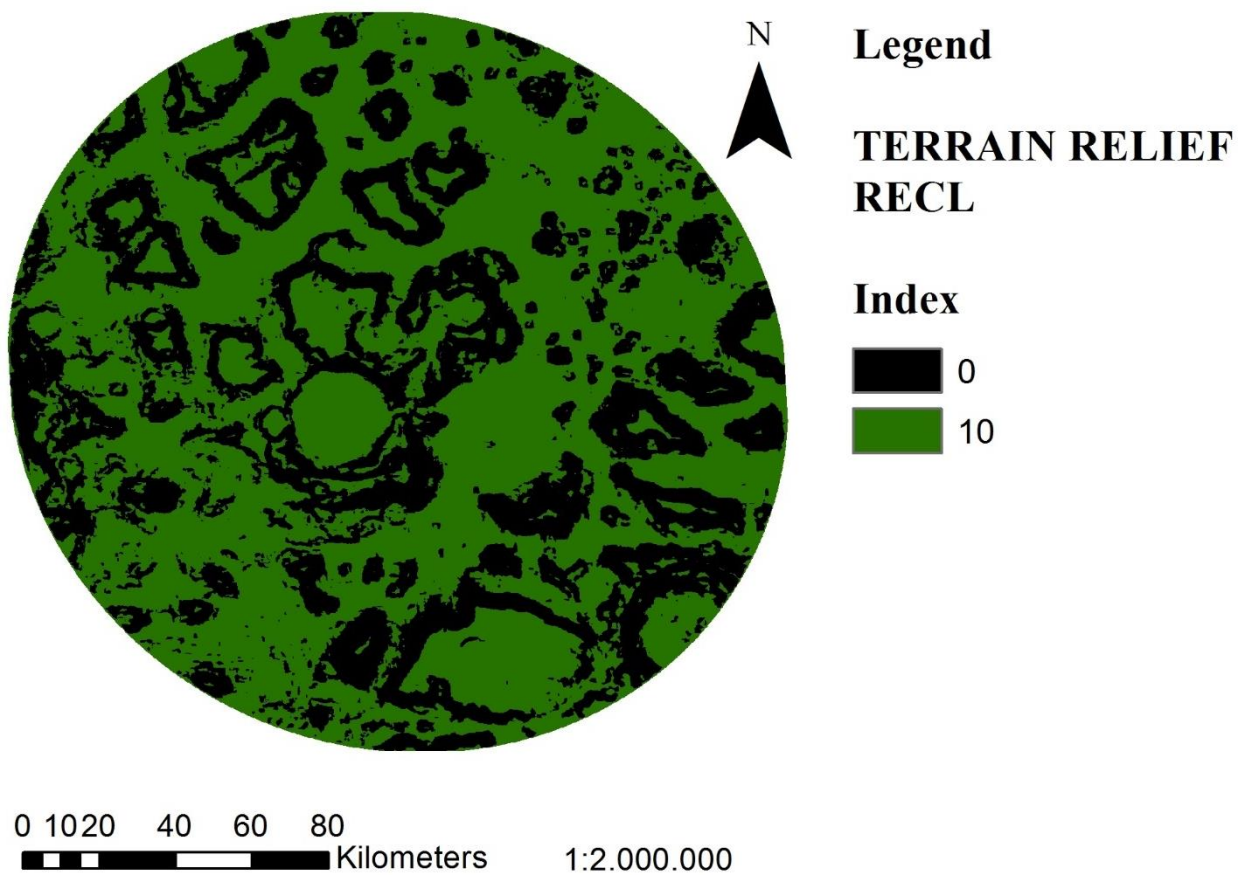 N
Legend
TERRAIN RELIEF
RECL
Index
0
10
0 10 20 40 60 80
Kilometers
1:2.000.000